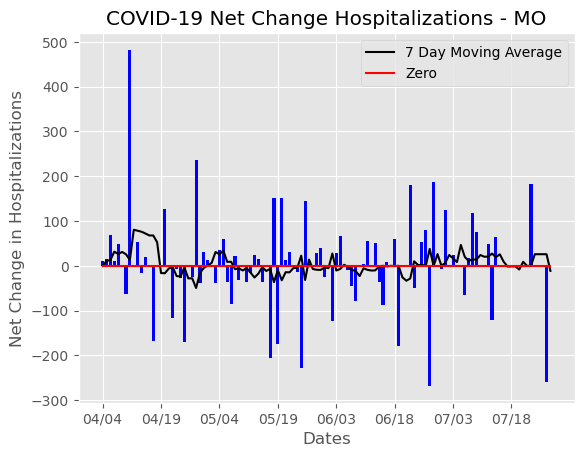 COVID-19 Net Change Hospitalizations - MO
7 Day Moving Average
Zero
Net Change in Hospitalizations
500
400
300
200
100
0
−100
−200
−300
04/04 04/19 05/04 05/19 06/03 06/18 07/03 07/18
Dates